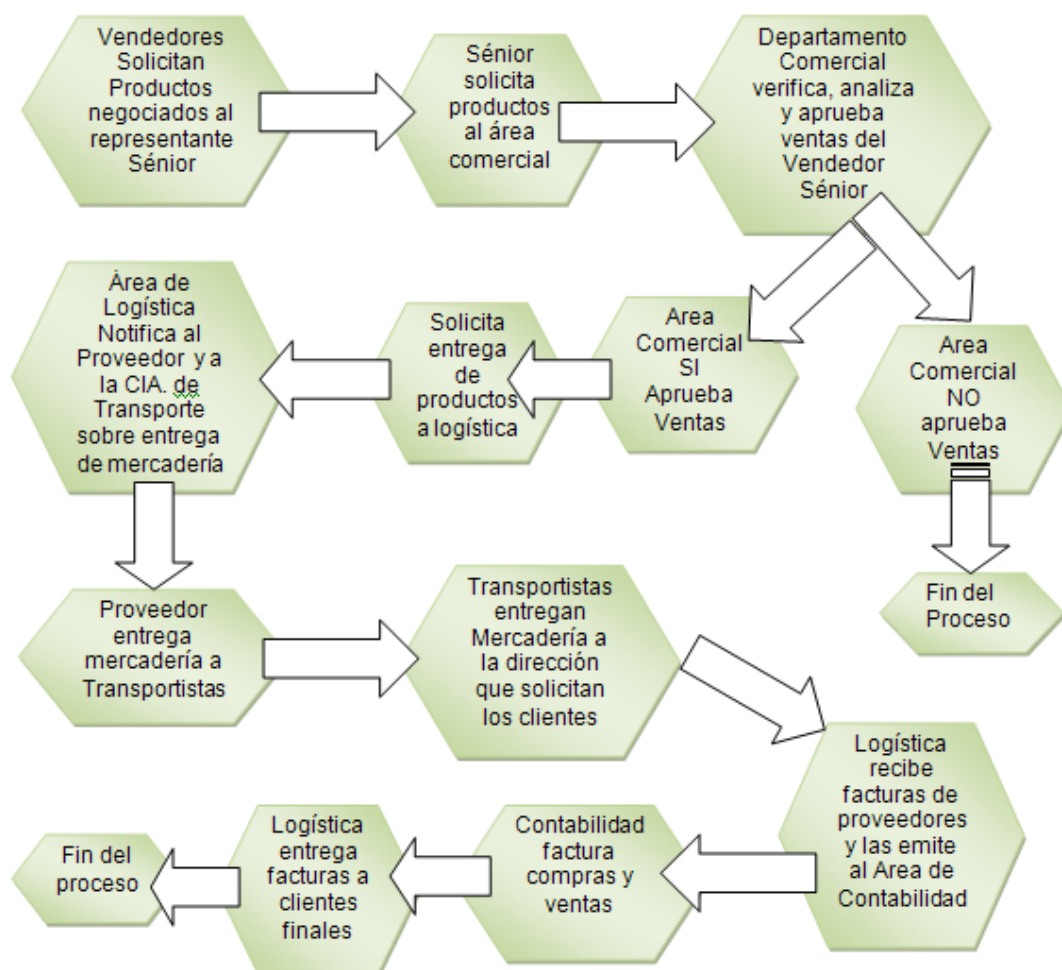 Vendedores
Solicitan
Productos
negociados al
representante
Sénior
Sénior
solicita
productos
al área
comercial
Departamento
Comercial
verifica, analiza
y aprueba
ventas del
Vendedor
Sénior
Area
Comercial
NO
aprueba
Ventas
Fin del
Proceso
Area
Comercial
SI
Aprueba
Ventas
Solicita
entrega
de
productos
a logística
Área de
Logística
Notifica al
Proveedor y a
la CIA. de
Transporte
sobre entrega
de mercadería
Proveedor
entrega
mercadería a
Transportistas
Transportistas
entregan
Mercadería a
la dirección
que solicitan
los clientes
Logística
recibe
facturas de
proveedores
y las emite
al Area de
Contabilidad
Contabilidad
factura
compras y
ventas
Logística
entrega
facturas a
clientes
finales
Fin del
proceso